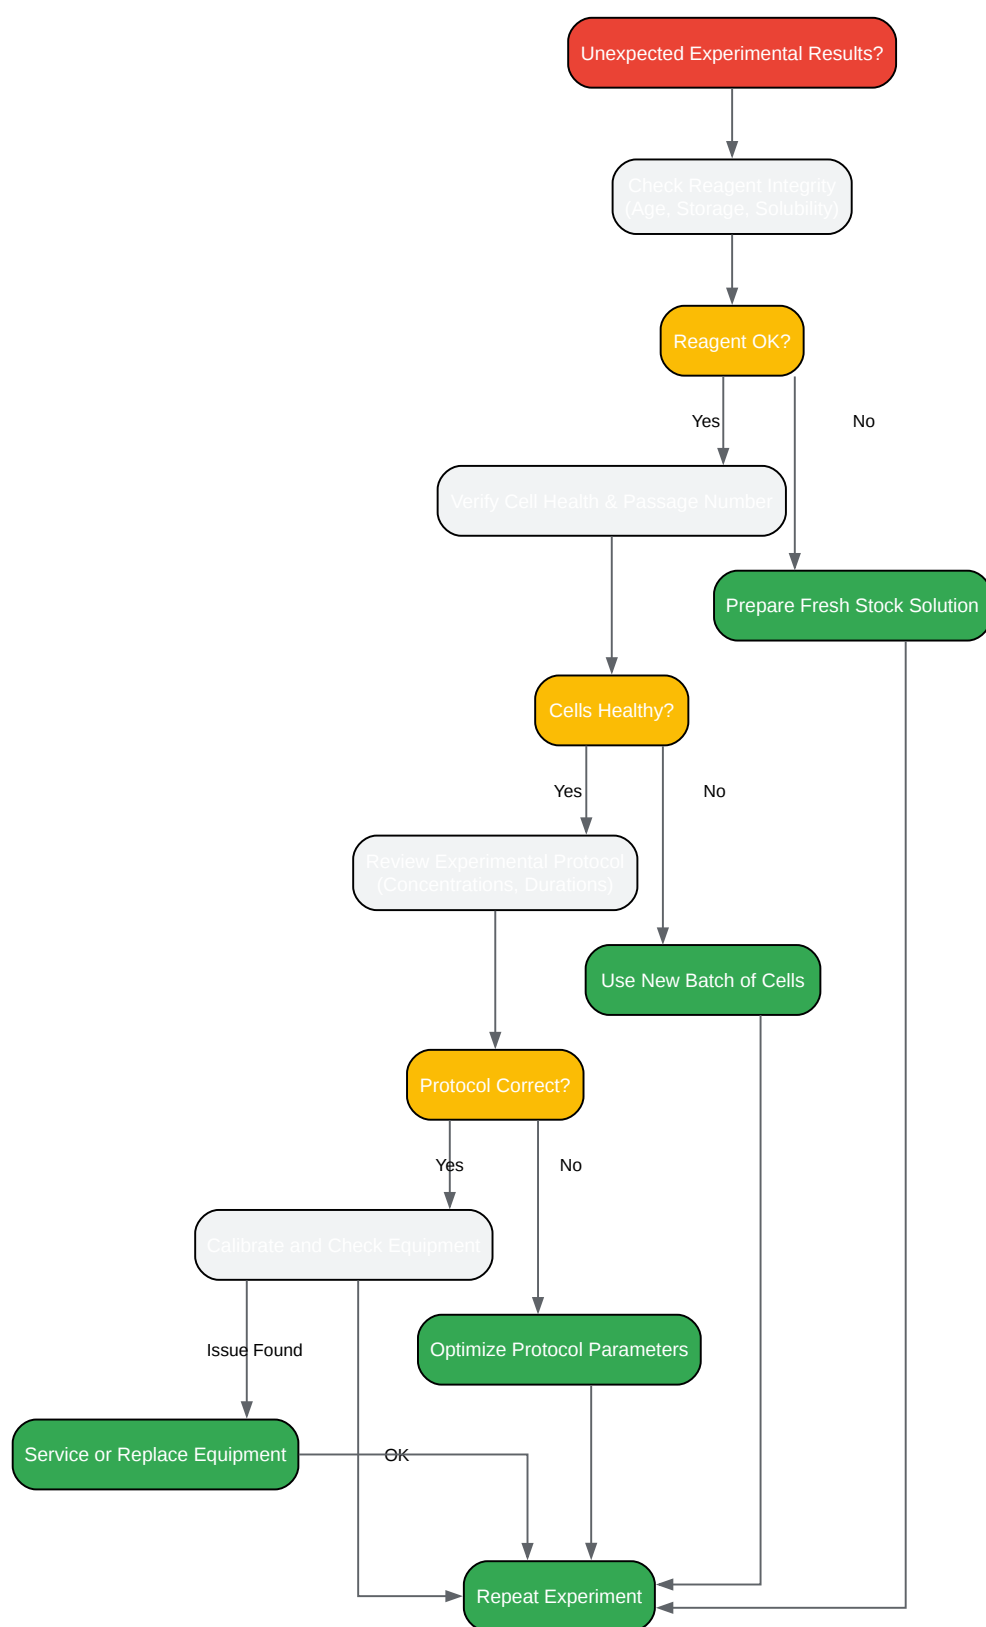 Unexpected Experimental Results?
Check Reagent Integrity
(Age, Storage, Solubility)
Reagent OK?
Yes
No
Verify Cell Health & Passage Number
Prepare Fresh Stock Solution
Cells Healthy?
Yes
No
Review Experimental Protocol
(Concentrations, Durations)
Use New Batch of Cells
Protocol Correct?
Yes
No
Calibrate and Check Equipment
Issue Found
Optimize Protocol Parameters
Service or Replace Equipment
OK
Repeat Experiment